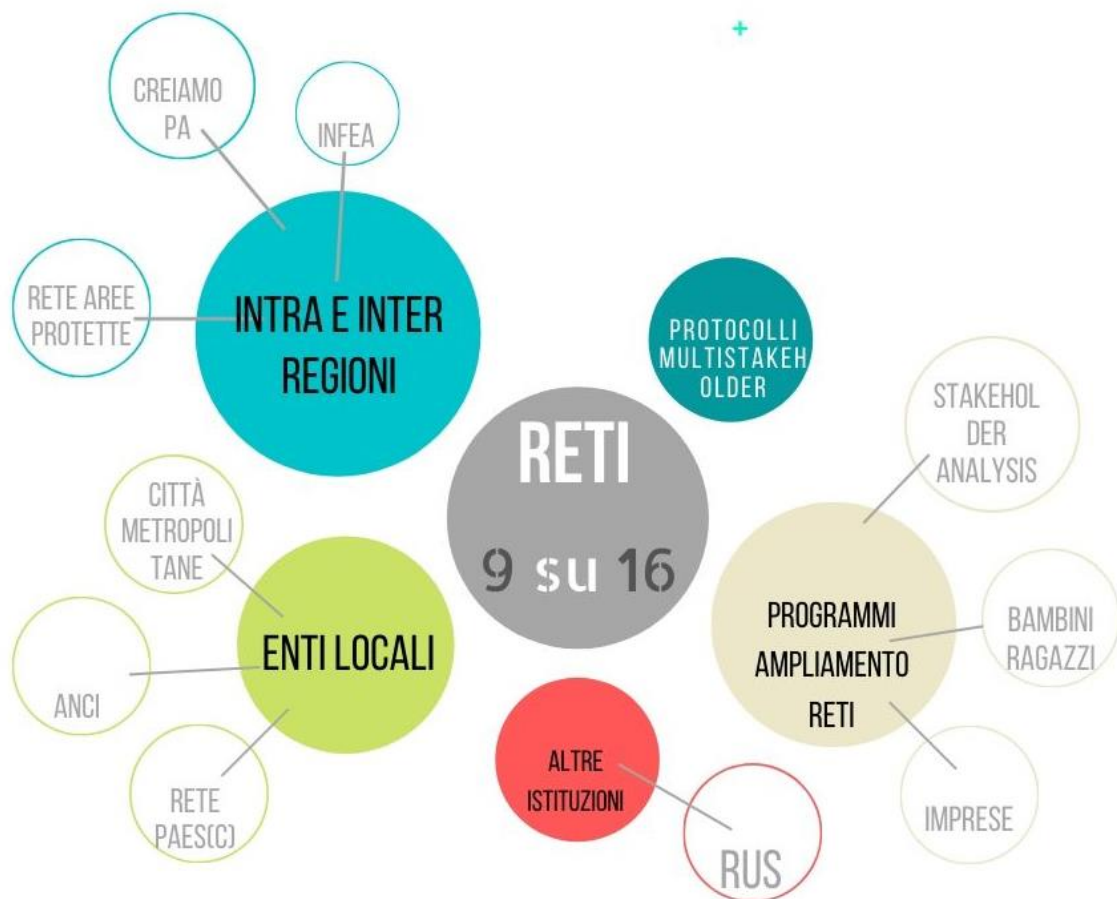 CREIAMO
PA
INFEA
RETE AREE
PROTETTE
INTRA E INTER
REGIONI
PROTOCOLLI
MULTISTAKEH
OLDER
STAKEHOL
DER
ANALYSIS
RETI
9 su 16
CITTÀ
METROPOLI
TANE
ENTI LOCALI
ANCI
RETE
PAES(C)
PROGRAMMI
AMPLIAMENTO
RETI
BAMBINI
RAGAZZI
IMPRESE
ALTRE
ISTITUZIONI
RUS